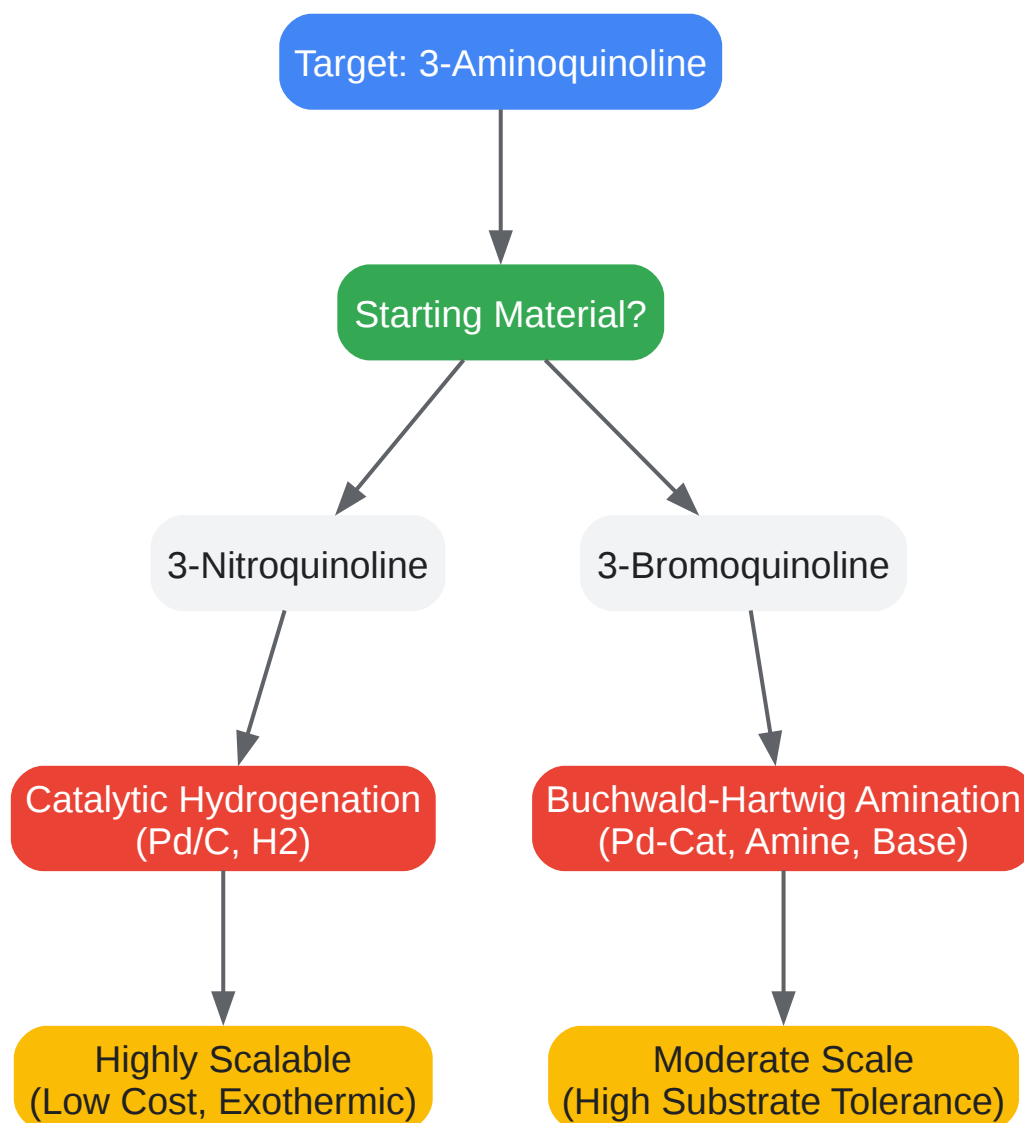 Target: 3-Aminoquinoline
Starting Material?
3-Nitroquinoline
3-Bromoquinoline
Catalytic Hydrogenation
(Pd/C, H2)
Buchwald-Hartwig Amination
(Pd-Cat, Amine, Base)
Highly Scalable
(Low Cost, Exothermic)
Moderate Scale
(High Substrate Tolerance)